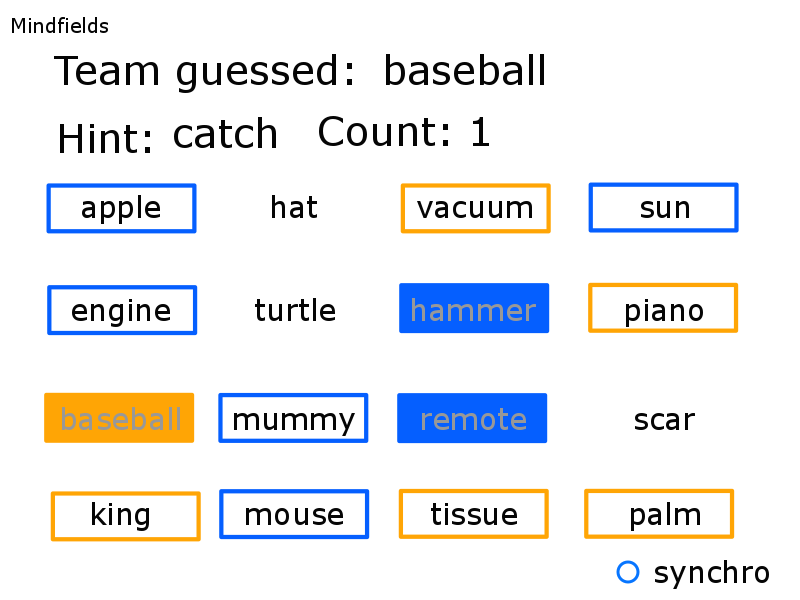 Mindfields
Team guessed: baseball
Hint: catch Count: 1
apple hat vacuum sun
engine turtle hammer piano
baseball mummy remote scar
king mouse tissue palm
synchro